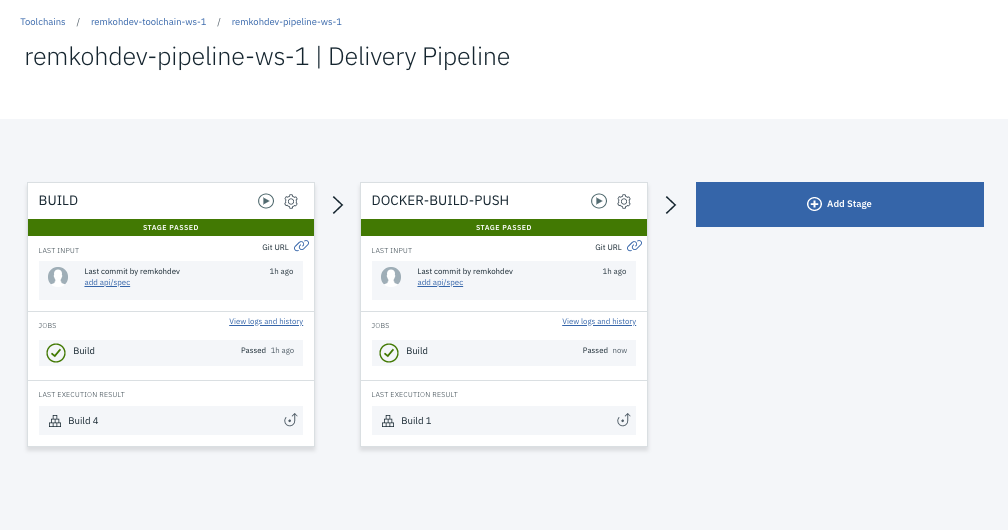 Toolchains / remkohdev-toolchain-ws-1 / remkohdev-pipeline-ws-1
remkohdev-pipeline-ws-1 | Delivery Pipeline
BUILD
STAGE PASSED
LAST INPUT
Git URL
Last commit by remkohdev
1h ago
add api/spec
JOBS
View logs and history
Build
Passed 1h ago
LAST EXECUTION RESULT
Build 4
DOCKER-BUILD-PUSH
STAGE PASSED
LAST INPUT
Git URL
Last commit by remkohdev
1h ago
add api/spec
JOBS
View logs and history
Build
Passed now
LAST EXECUTION RESULT
Build 1
Add Stage